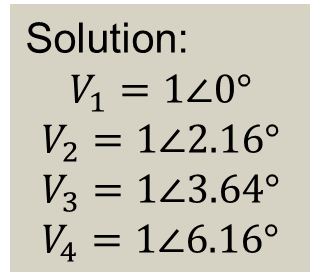 Solution:
V₁ = 1∠0°
V₂ = 1∠2.16°
V₃ = 1∠3.64°
V₄ = 1∠6.16°